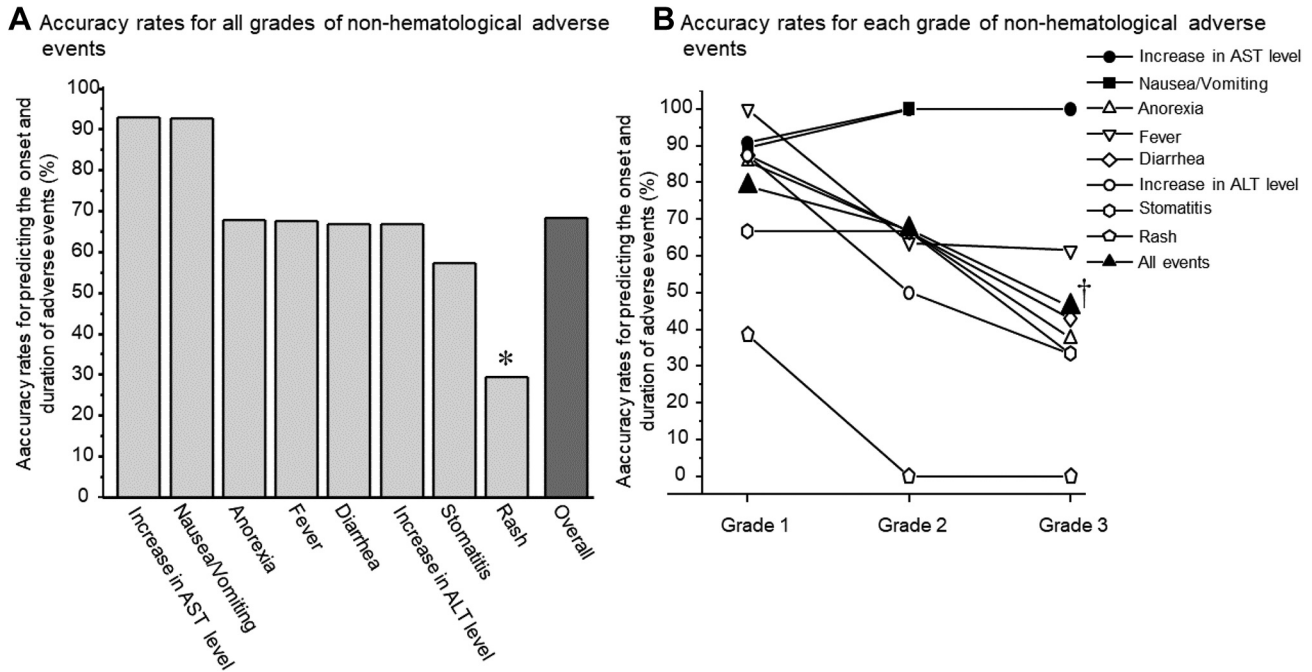 A Accuracy rates for all grades of non-hematological adverse
events
Aaccuracy rates for predicting the onset and
duration of adverse events (%)
100
90
80
70
60
50
40
30
20
10
0
*
Increase in AST level
Nausea/Vomiting
Anorexia
Fever
Diarrhea
Increase in ALT level
Stomatitis
Rash
Overall
B Accuracy rates for each grade of non-hematological adverse
events
Aaccuracy rates for predicting the onset and
duration of adverse events (%)
100
90
80
70
60
50
40
30
20
10
0
Grade 1
Grade 2
Grade 3
†
Increase in AST level
Nausea/Vomiting
Anorexia
Fever
Diarrhea
Increase in ALT level
Stomatitis
Rash
All events